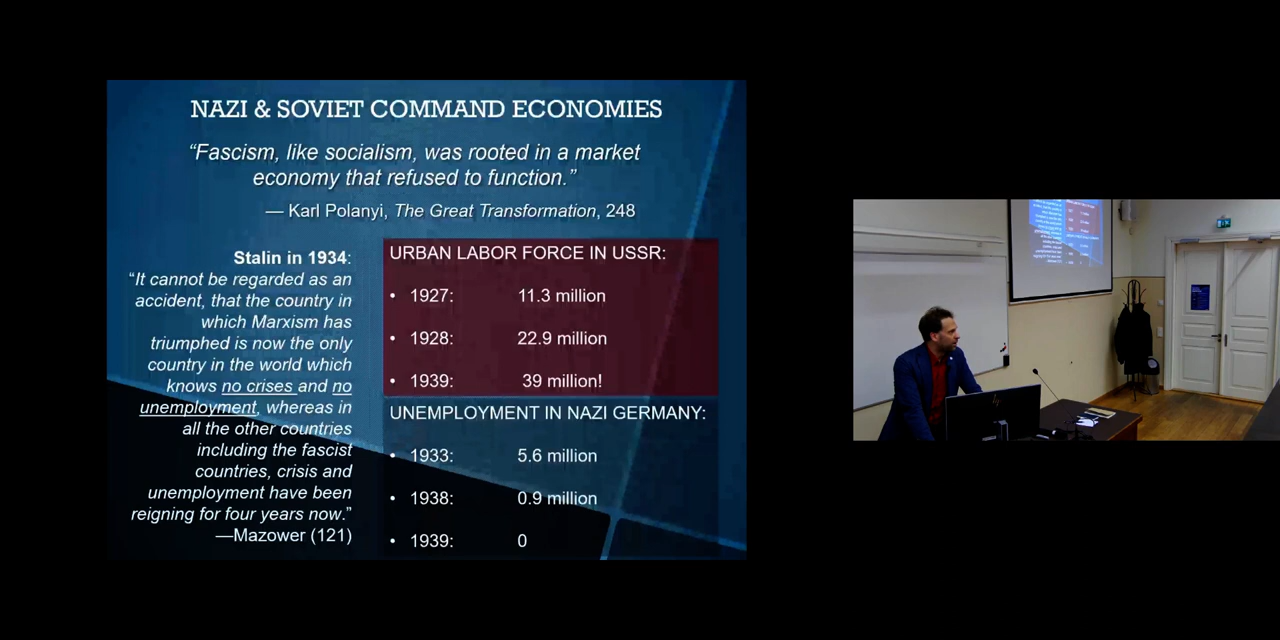 NAZI & SOVIET COMMAND ECONOMIES
“Fascism, like socialism, was rooted in a market
economy that refused to function.”
— Karl Polanyi, The Great Transformation, 248
Stalin in 1934:
“It cannot be regarded as an
accident, that the country in
which Marxism has
triumphed is now the only
country in the world which
knows no crises and no
unemployment, whereas in
all the other countries
including the fascist
countries, crisis and
unemployment have been
reigning for four years now.”
—Mazower (121)
URBAN LABOR FORCE IN USSR:
• 1927: 11.3 million
• 1928: 22.9 million
• 1939: 39 million!
UNEMPLOYMENT IN NAZI GERMANY:
• 1933: 5.6 million
• 1938: 0.9 million
• 1939: 0